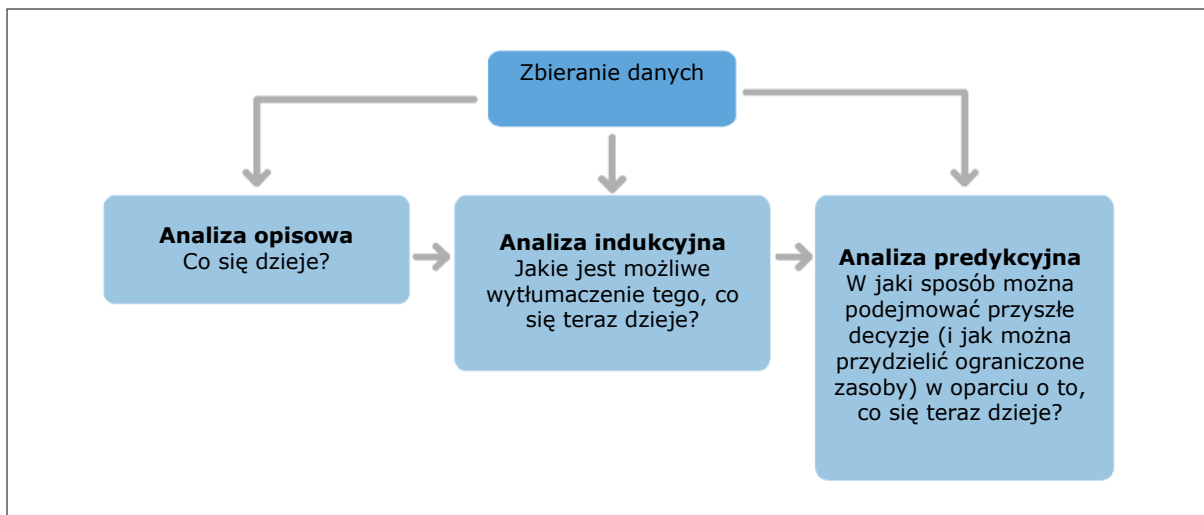 Zbieranie danych
Analiza opisowa
Co się dzieje?
Analiza indukcyjna
Jakie jest możliwe
wytłumaczenie tego, co
się teraz dzieje?
Analiza predykcyjna
W jaki sposób można
podejmować przyszłe
decyzje (i jak można
przydzielić ograniczone
zasoby) w oparciu o to,
co się teraz dzieje?